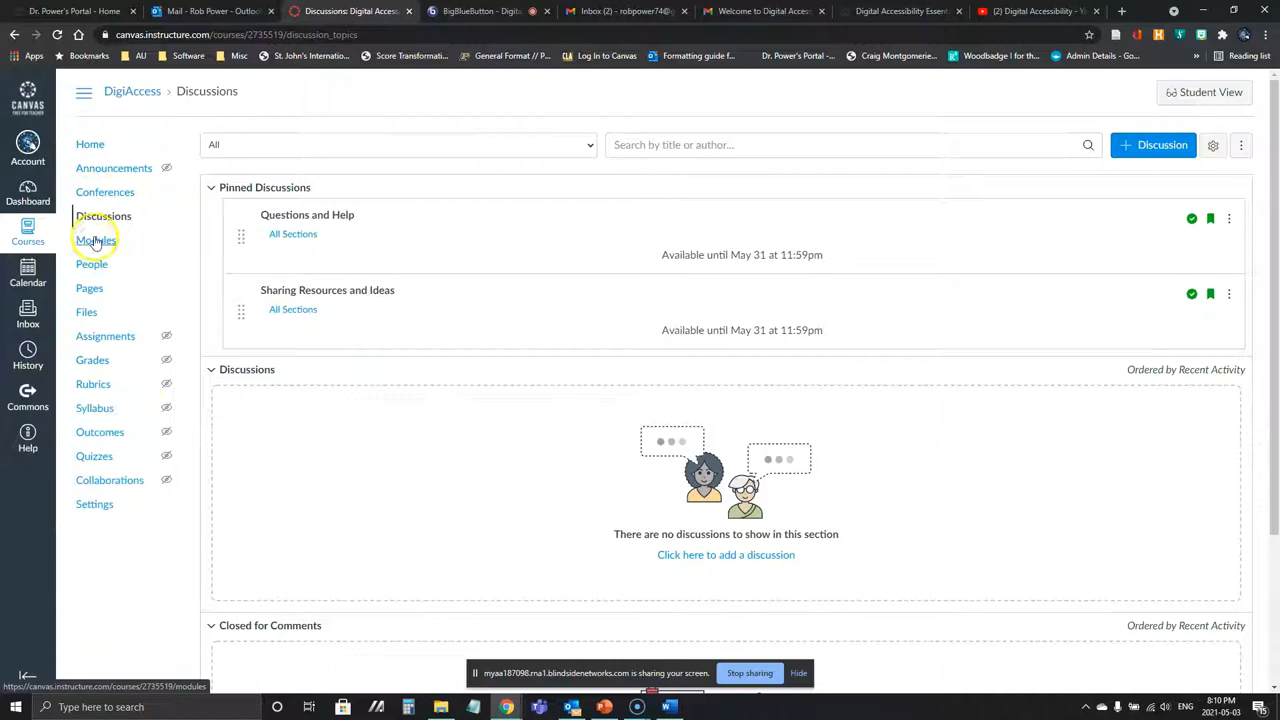 Dashboard
Mail - Rob Power - Outlool
Discussions: Digital Access
BigBlueButton - Digita
Inbox (2) - robpower74@g
Welcome to Digital Access
Digital Accessibility Essent
(2) Digital Accessibility - Yo
canvas.instructure.com/courses/2735519/discussion_topics
Apps
Bookmarks
AU
Software
Misc
St. John's Section...
Score Transformati...
General Form // P...
Log In to Canvas
Formatting guide f...
Dr. Power's Portal:...
Craig Montgomerie...
Woodbadge I for th...
Admin Details - Go...
»
Reading list
CANVAS
FREE FOR TEACHER
Account
Dashboard
Courses
Calendar
Inbox
History
Commons
Help
DigiAccess › Discussions
Student View
Home
Announcements
Conferences
Discussions
Modules
People
Pages
Files
Assignments
Grades
Rubrics
Syllabus
Outcomes
Quizzes
Collaborations
Settings
All
Search by title or author...
+ Discussion
Pinned Discussions
Questions and Help
All Sections
Available until May 31 at 11:59pm
Sharing Resources and Ideas
All Sections
Available until May 31 at 11:59pm
Discussions
Ordered by Recent Activity
There are no discussions to show in this section
Click here to add a discussion
Closed for Comments
Ordered by Recent Activity
myaa187098.rna1.blindsidenetworks.com is sharing your screen.
Stop sharing
Hide
https://canvas.instructure.com/courses/2735519/modules
Type here to search
ENG
8:10 PM
2021-05-03